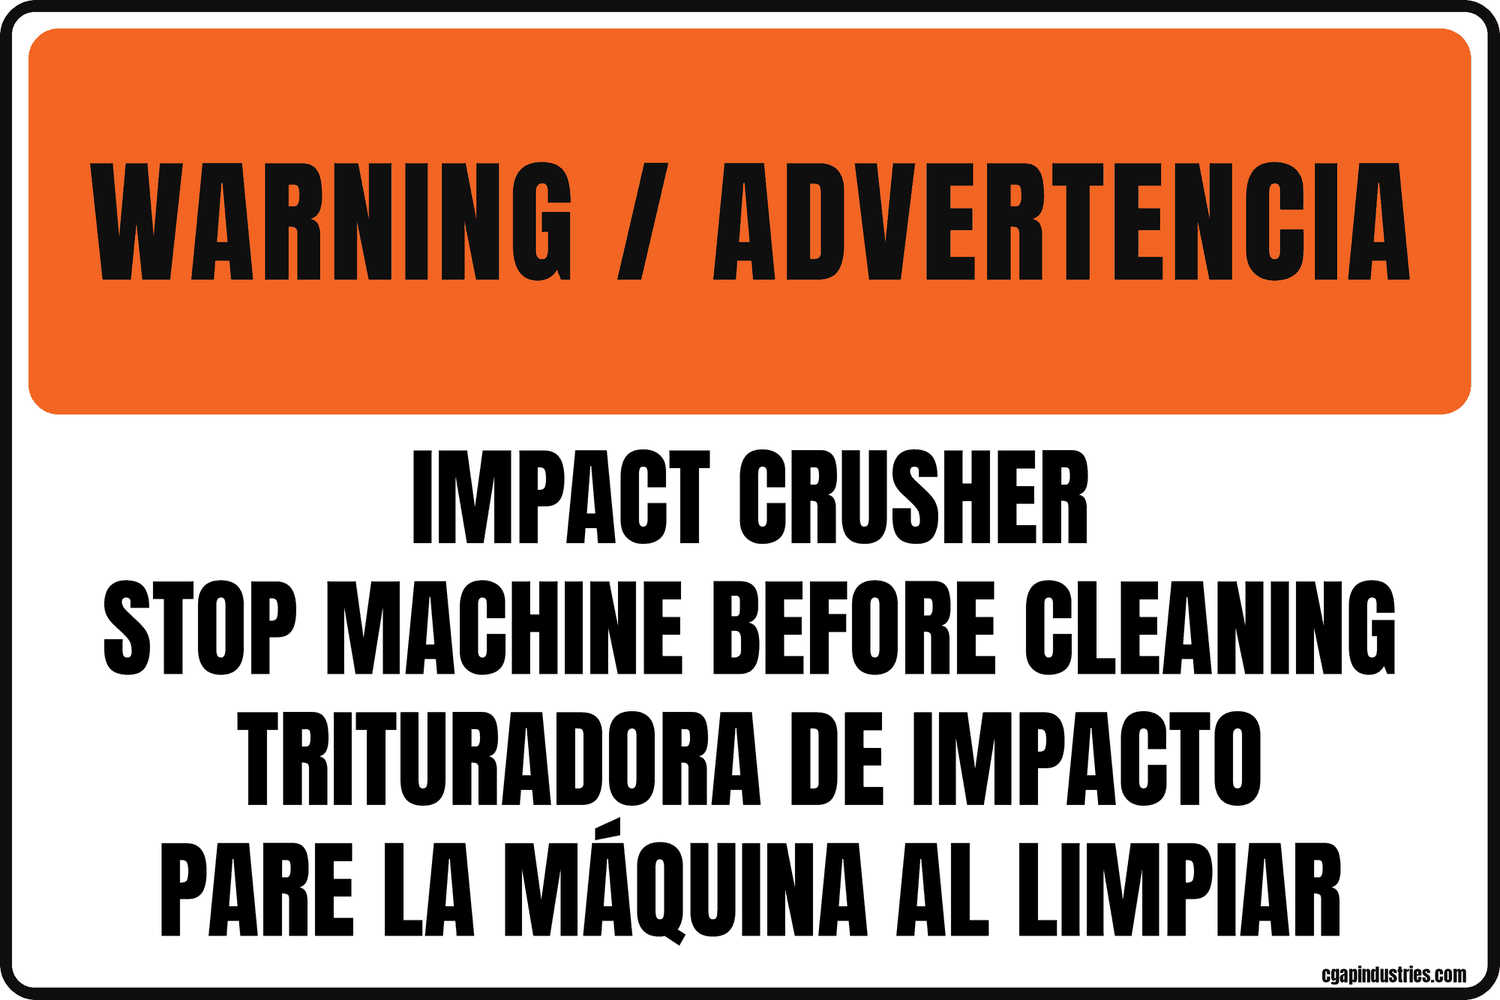 WARNING / ADVERTENCIA
IMPACT CRUSHER
STOP MACHINE BEFORE CLEANING
TRITURADORA DE IMPACTO
PARE LA MÁQUINA AL LIMPIAR
cgapindustries.com